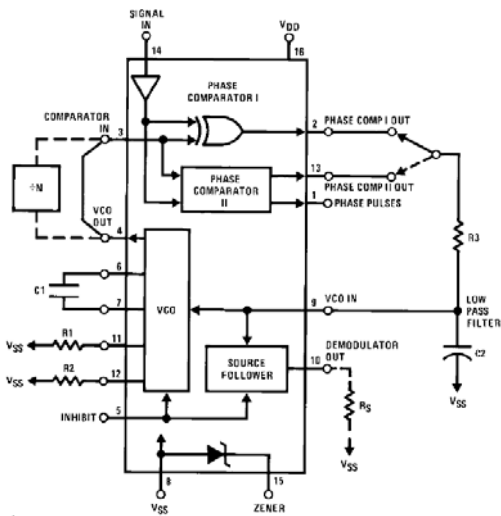 SIGNAL
IN
VDD
14
16
PHASE
COMPARATOR I
COMPARATOR
IN
3
2
PHASE COMP I OUT
÷N
PHASE
COMPARATOR
II
13
PHASE COMP II OUT
1
PHASE PULSES
VCO
OUT
4
R3
6
C1
7
VCO
9
VCO IN
LOW
PASS
FILTER
VSS
R1
11
SOURCE
FOLLOWER
10
DEMODULATOR
OUT
C2
VSS
R2
12
VSS
INHIBIT
5
RS
VSS
8
15
VSS
ZENER